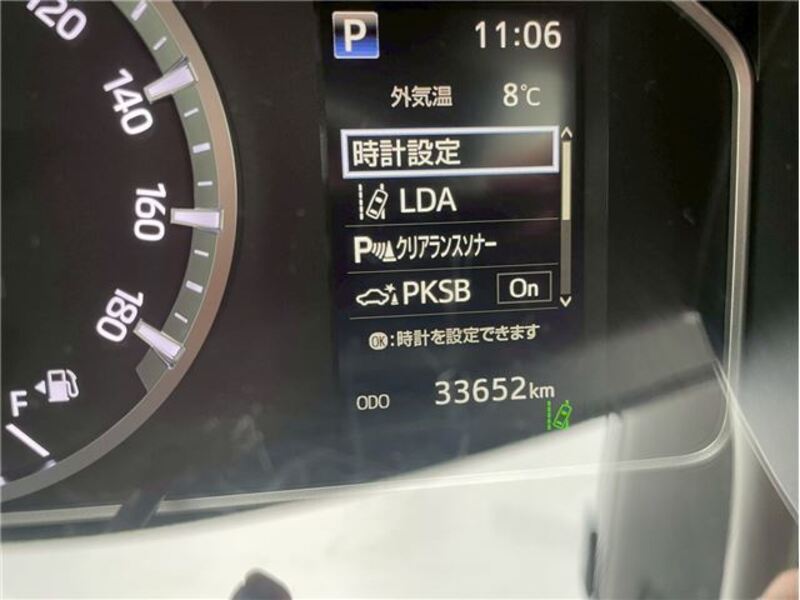 120
140
160
180
F
P 11:06
外気温 8℃
時計設定
LDA
Pクリアランスソナー
PKSB On
OK:時計を設定できます
ODO 33652km